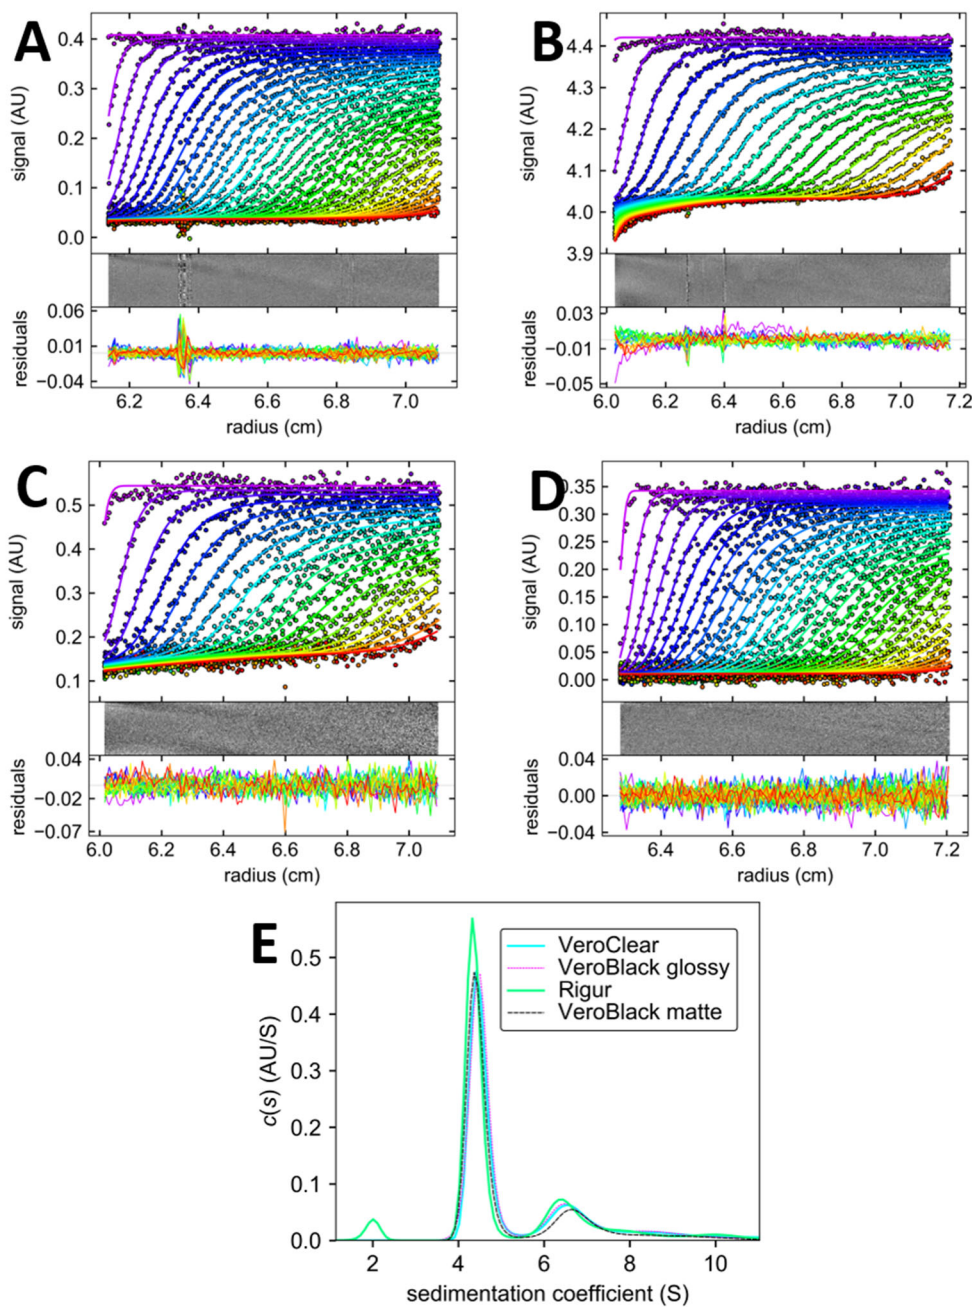 A
0.4
0.3
0.2
0.1
0.0
signal (AU)
0.06
0.01
−0.04
residuals
6.2 6.4 6.6 6.8 7.0
radius (cm)
B
4.4
4.3
4.2
4.1
4.0
3.9
signal (AU)
0.03
−0.01
−0.05
residuals
6.0 6.2 6.4 6.6 6.8 7.0 7.2
radius (cm)
C
0.5
0.4
0.3
0.2
0.1
signal (AU)
0.04
−0.02
−0.07
residuals
6.0 6.2 6.4 6.6 6.8 7.0
radius (cm)
D
0.35
0.30
0.25
0.20
0.15
0.10
0.05
0.00
signal (AU)
0.04
0.00
−0.04
residuals
6.4 6.6 6.8 7.0 7.2
radius (cm)
E
VeroClear
VeroBlack glossy
Rigur
VeroBlack matte
0.5
0.4
0.3
0.2
0.1
0.0
c(s) (AU/S)
2 4 6 8 10
sedimentation coefficient (S)